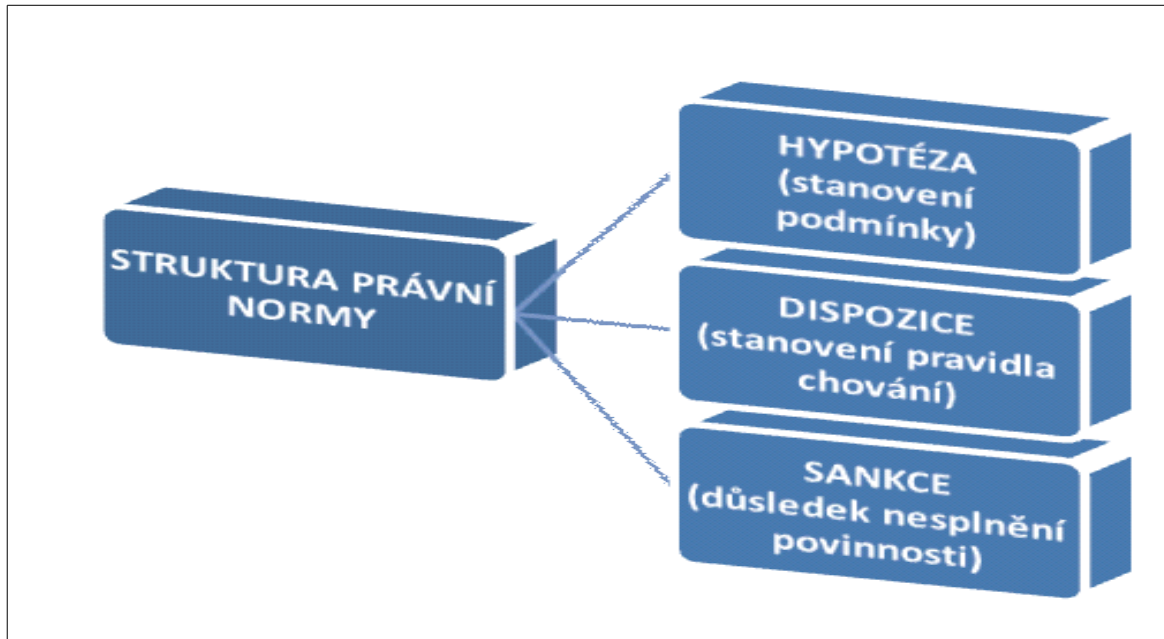 STRUKTURA PRÁVNÍ
NORMY
HYPOTÉZA
(stanovení
podmínky)
DISPOZICE
(stanovení pravidla
chování)
SANKCE
(důsledek nesplnění
povinnosti)